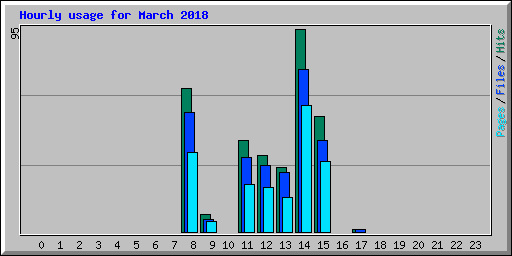 Hourly usage for March 2018
95
Pages/Files/Hits
0 1 2 3 4 5 6 7 8 9 10 11 12 13 14 15 16 17 18 19 20 21 22 23